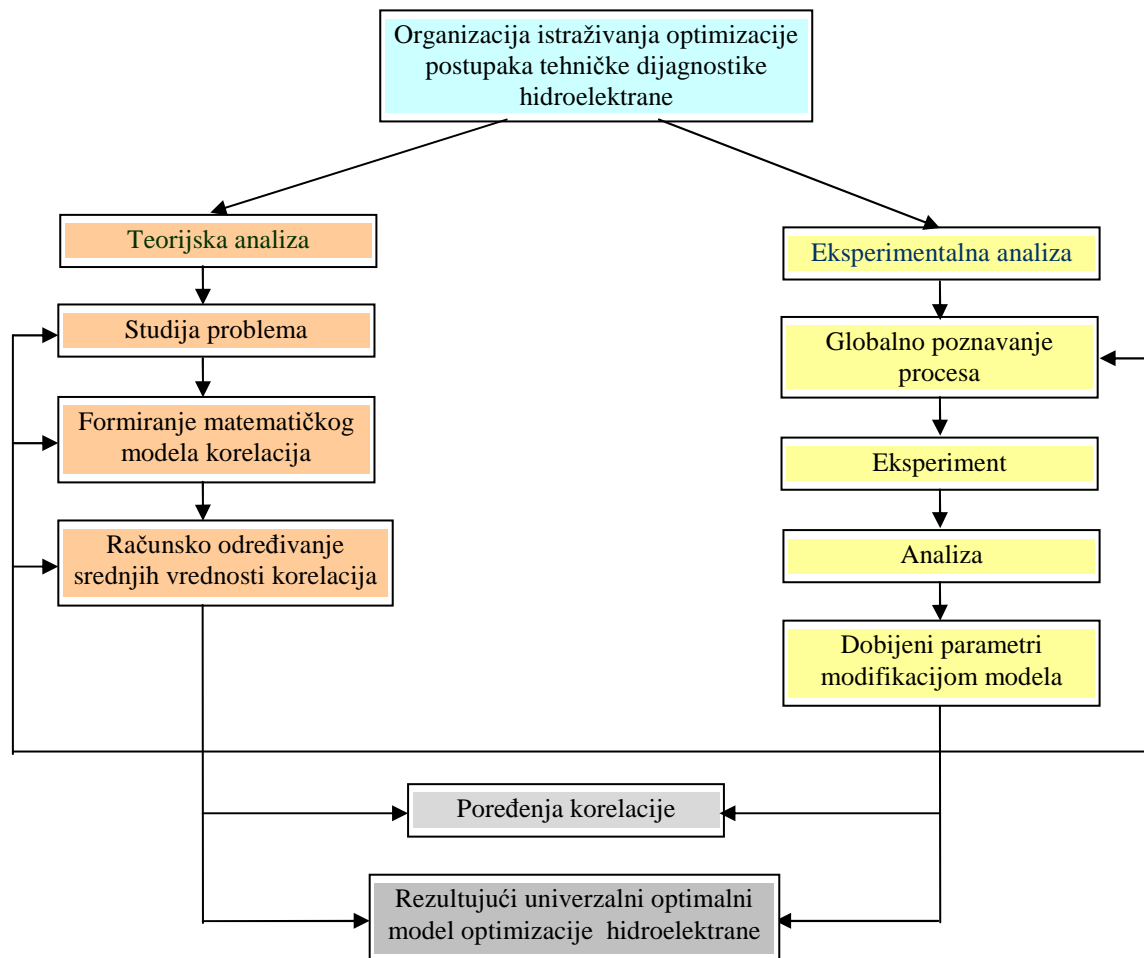 Organizacija istraživanja optimizacije
postupaka tehničke dijagnostike
hidroelektrane
Teorijska analiza
Studija problema
Formiranje matematičkog
modela korelacija
Računsko određivanje
srednjih vrednosti korelacija
Eksperimentalna analiza
Globalno poznavanje
procesa
Eksperiment
Analiza
Dobijeni parametri
modifikacijom modela
Poređenja korelacije
Rezultujući univerzalni optimalni
model optimizacije hidroelektrane